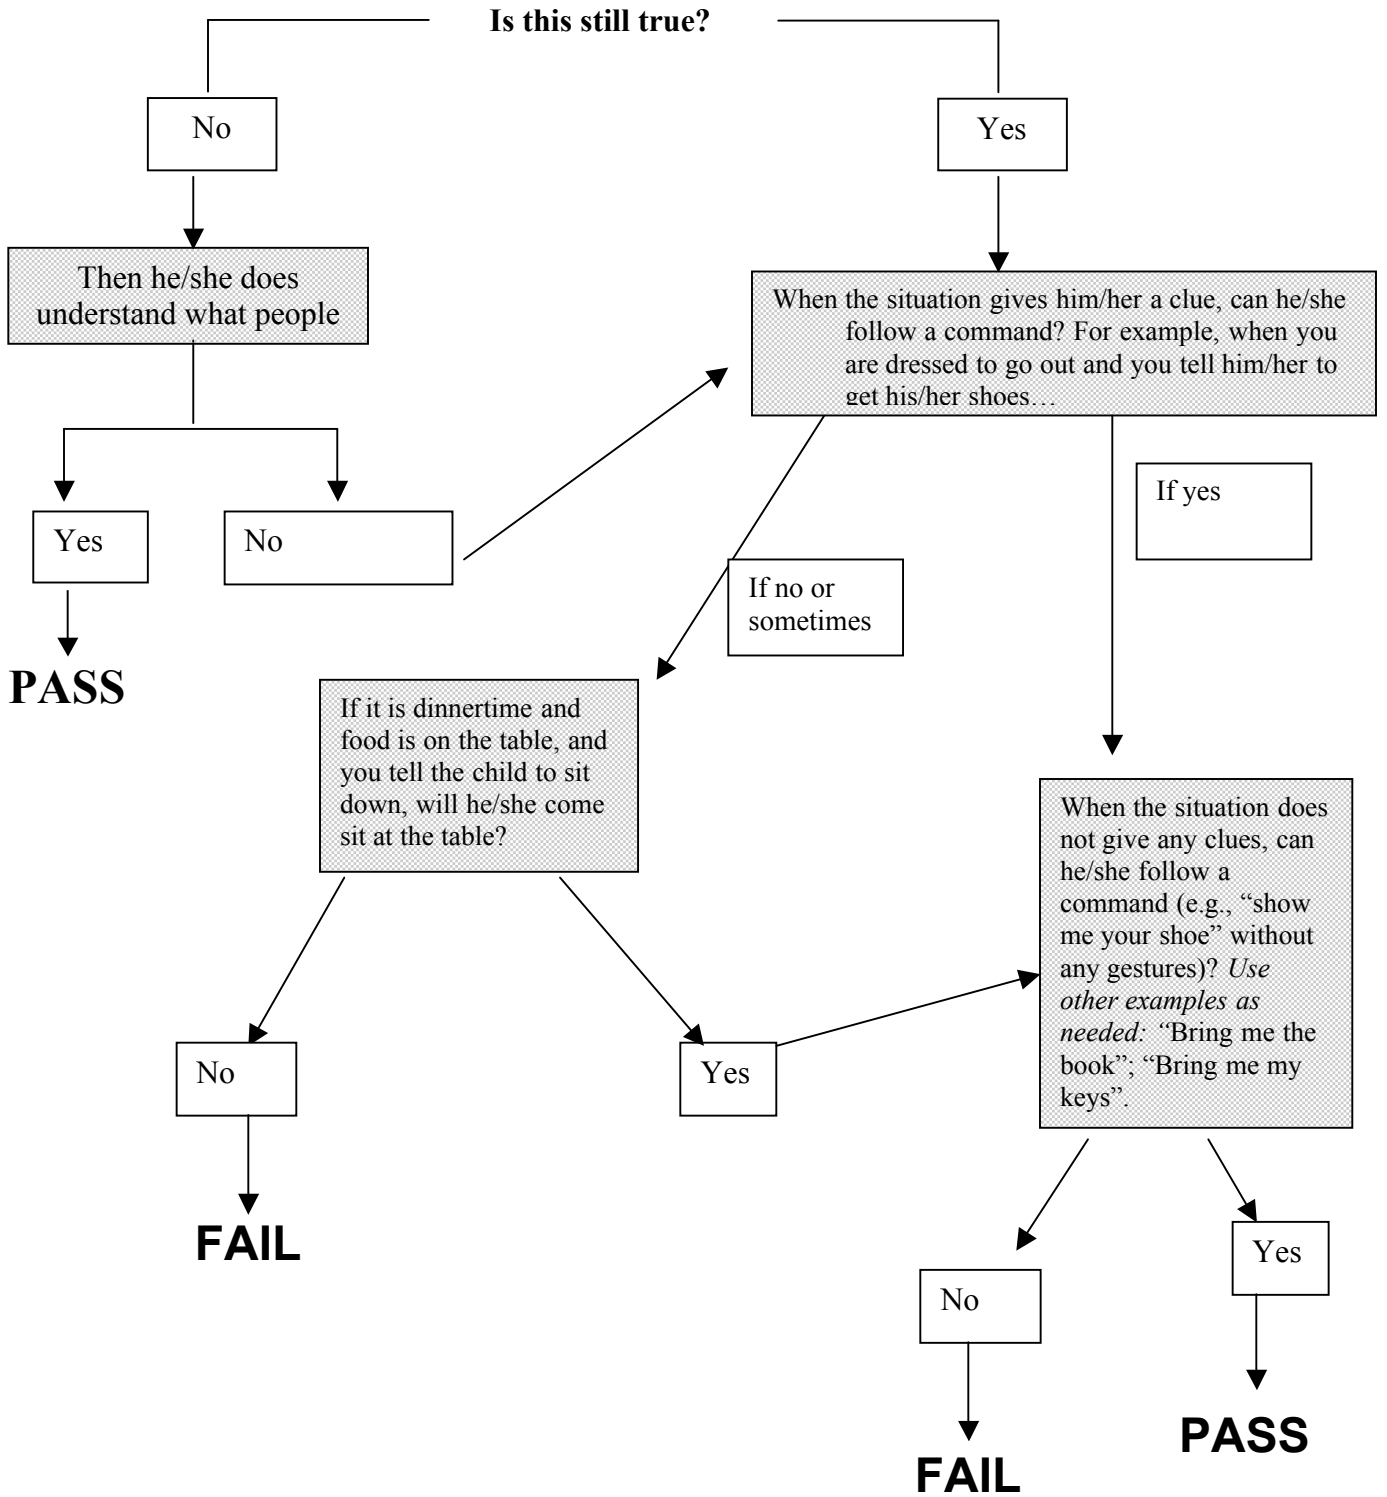 Is this still true?
No
Yes
Then he/she does
understand what people
When the situation gives him/her a clue, can he/she
follow a command? For example, when you
are dressed to go out and you tell him/her to
get his/her shoes…
Yes
No
If yes
If no or
sometimes
PASS
If it is dinnertime and
food is on the table, and
you tell the child to sit
down, will he/she come
sit at the table?
When the situation does
not give any clues, can
he/she follow a
command (e.g., “show
me your shoe” without
any gestures)? Use
other examples as
needed: “Bring me the
book”; “Bring me my
keys”.
No
Yes
FAIL
No
Yes
FAIL
PASS